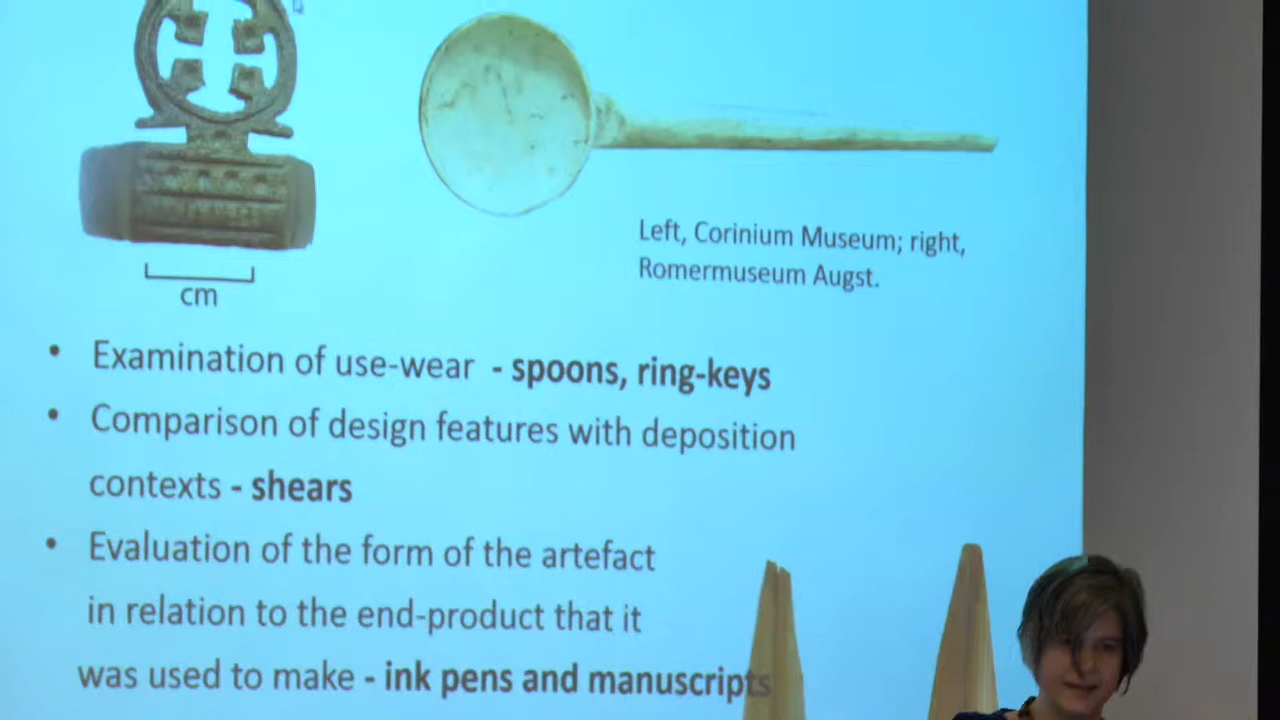 Left, Corinium Museum; right,
Romermuseum Augst.
cm
• Examination of use-wear - spoons, ring-keys
• Comparison of design features with deposition
contexts - shears
• Evaluation of the form of the artefact
in relation to the end-product that it
was used to make - ink pens and manuscripts